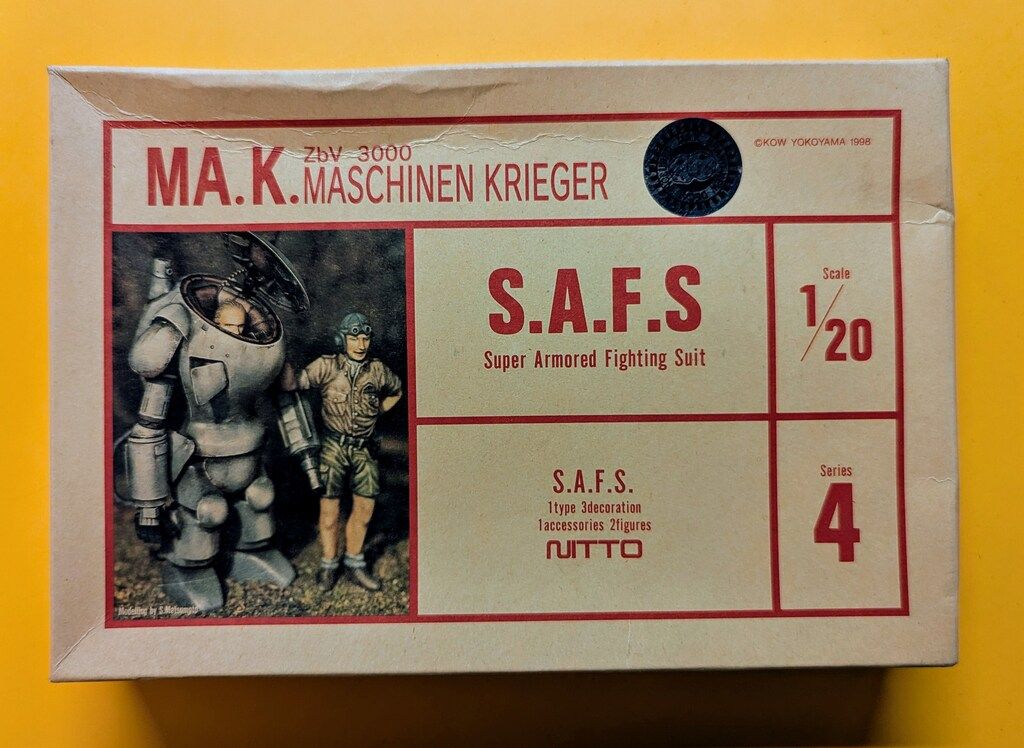 MA.K. ZbV 3000
MASCHINEN KRIEGER
©KOW YOKOYAMA 1998
S.A.F.S
Super Armored Fighting Suit
Scale
1/20
S.A.F.S.
1type 3decoration
1accessories 2figures
NITTO
Series
4
Modelling by S.Matsumoto